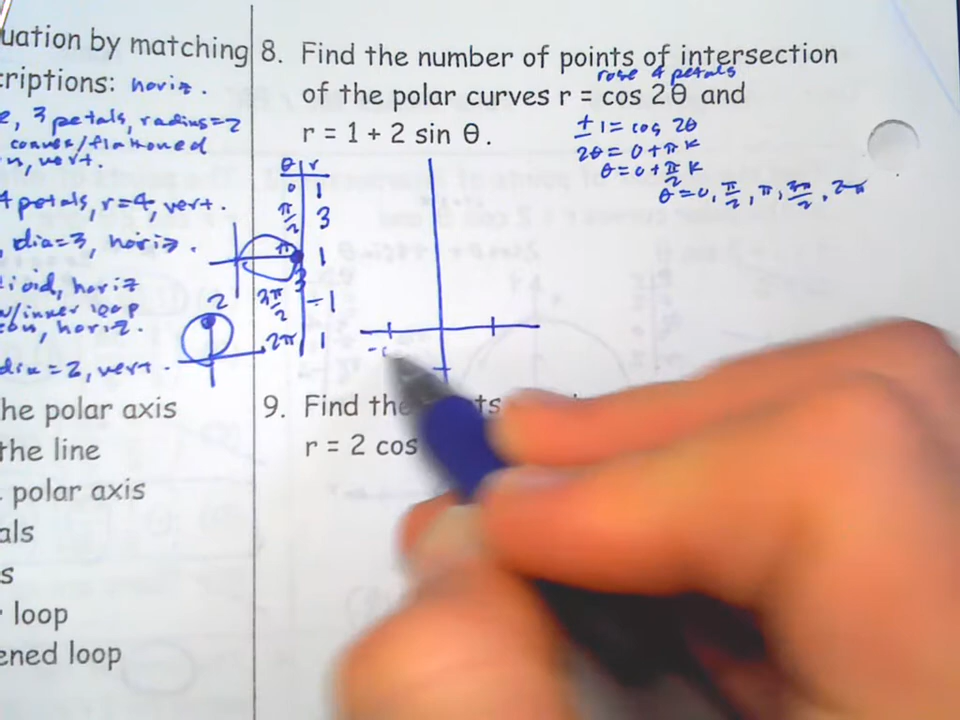 uation by matching
criptions: horiz.
e, 3 petals, radius=2
convex/flattened
n, vert.
4 petals, r=4, vert.
dia=3, horiz.
ioid, horiz
w/inner loop
con, horiz.
dia=2, vert.
he polar axis
the line
polar axis
als
s
r loop
ened loop
8. Find the number of points of intersection
rose 4 petals
of the polar curves r = cos 2θ and
r = 1 + 2 sin θ.
±1 = cos 2θ
2θ = 0 + πk
θ = 0 + π/2 k
θ = 0, π/2, π, 3π/2, 2π
θ r
0 1
π/2 3
π 1
3π/2 -1
2π 1
3
2
9. Find the
r = 2 cos